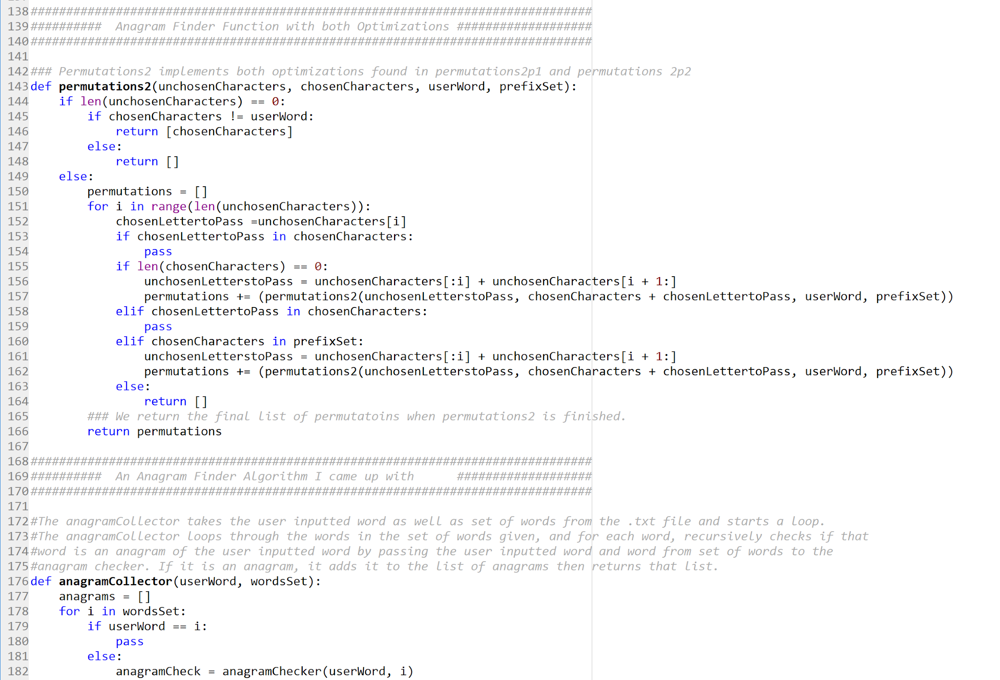 138###############################################################################
139########## Anagram Finder Function with both Optimizations ###################
140###############################################################################
141
142### Permutations2 implements both optimizations found in permutations2p1 and permutations 2p2
143def permutations2(unchosenCharacters, chosenCharacters, userWord, prefixSet):
144    if len(unchosenCharacters) == 0:
145        if chosenCharacters != userWord:
146            return [chosenCharacters]
147        else:
148            return []
149    else:
150        permutations = []
151        for i in range(len(unchosenCharacters)):
152            chosenLettertoPass =unchosenCharacters[i]
153            if chosenLettertoPass in chosenCharacters:
154                pass
155            if len(chosenCharacters) == 0:
156                unchosenLetterstoPass = unchosenCharacters[:i] + unchosenCharacters[i + 1:]
157                permutations += (permutations2(unchosenLetterstoPass, chosenCharacters + chosenLettertoPass, userWord, prefixSet))
158            elif chosenLettertoPass in chosenCharacters:
159                pass
160            elif chosenCharacters in prefixSet:
161                unchosenLetterstoPass = unchosenCharacters[:i] + unchosenCharacters[i + 1:]
162                permutations += (permutations2(unchosenLetterstoPass, chosenCharacters + chosenLettertoPass, userWord, prefixSet))
163            else:
164                return []
165        ### We return the final list of permutatoins when permutations2 is finished.
166        return permutations
167
168###############################################################################
169##########  An Anagram Finder Algorithm I came up with      ###################
170###############################################################################
171
172#The anagramCollector takes the user inputted word as well as set of words from the .txt file and starts a loop.
173#The anagramCollector loops through the words in the set of words given, and for each word, recursively checks if that
174#word is an anagram of the user inputted word by passing the user inputted word and word from set of words to the
175#anagram checker. If it is an anagram, it adds it to the list of anagrams then returns that list.
176def anagramCollector(userWord, wordsSet):
177    anagrams = []
178    for i in wordsSet:
179        if userWord == i:
180            pass
181        else:
182            anagramCheck = anagramChecker(userWord, i)